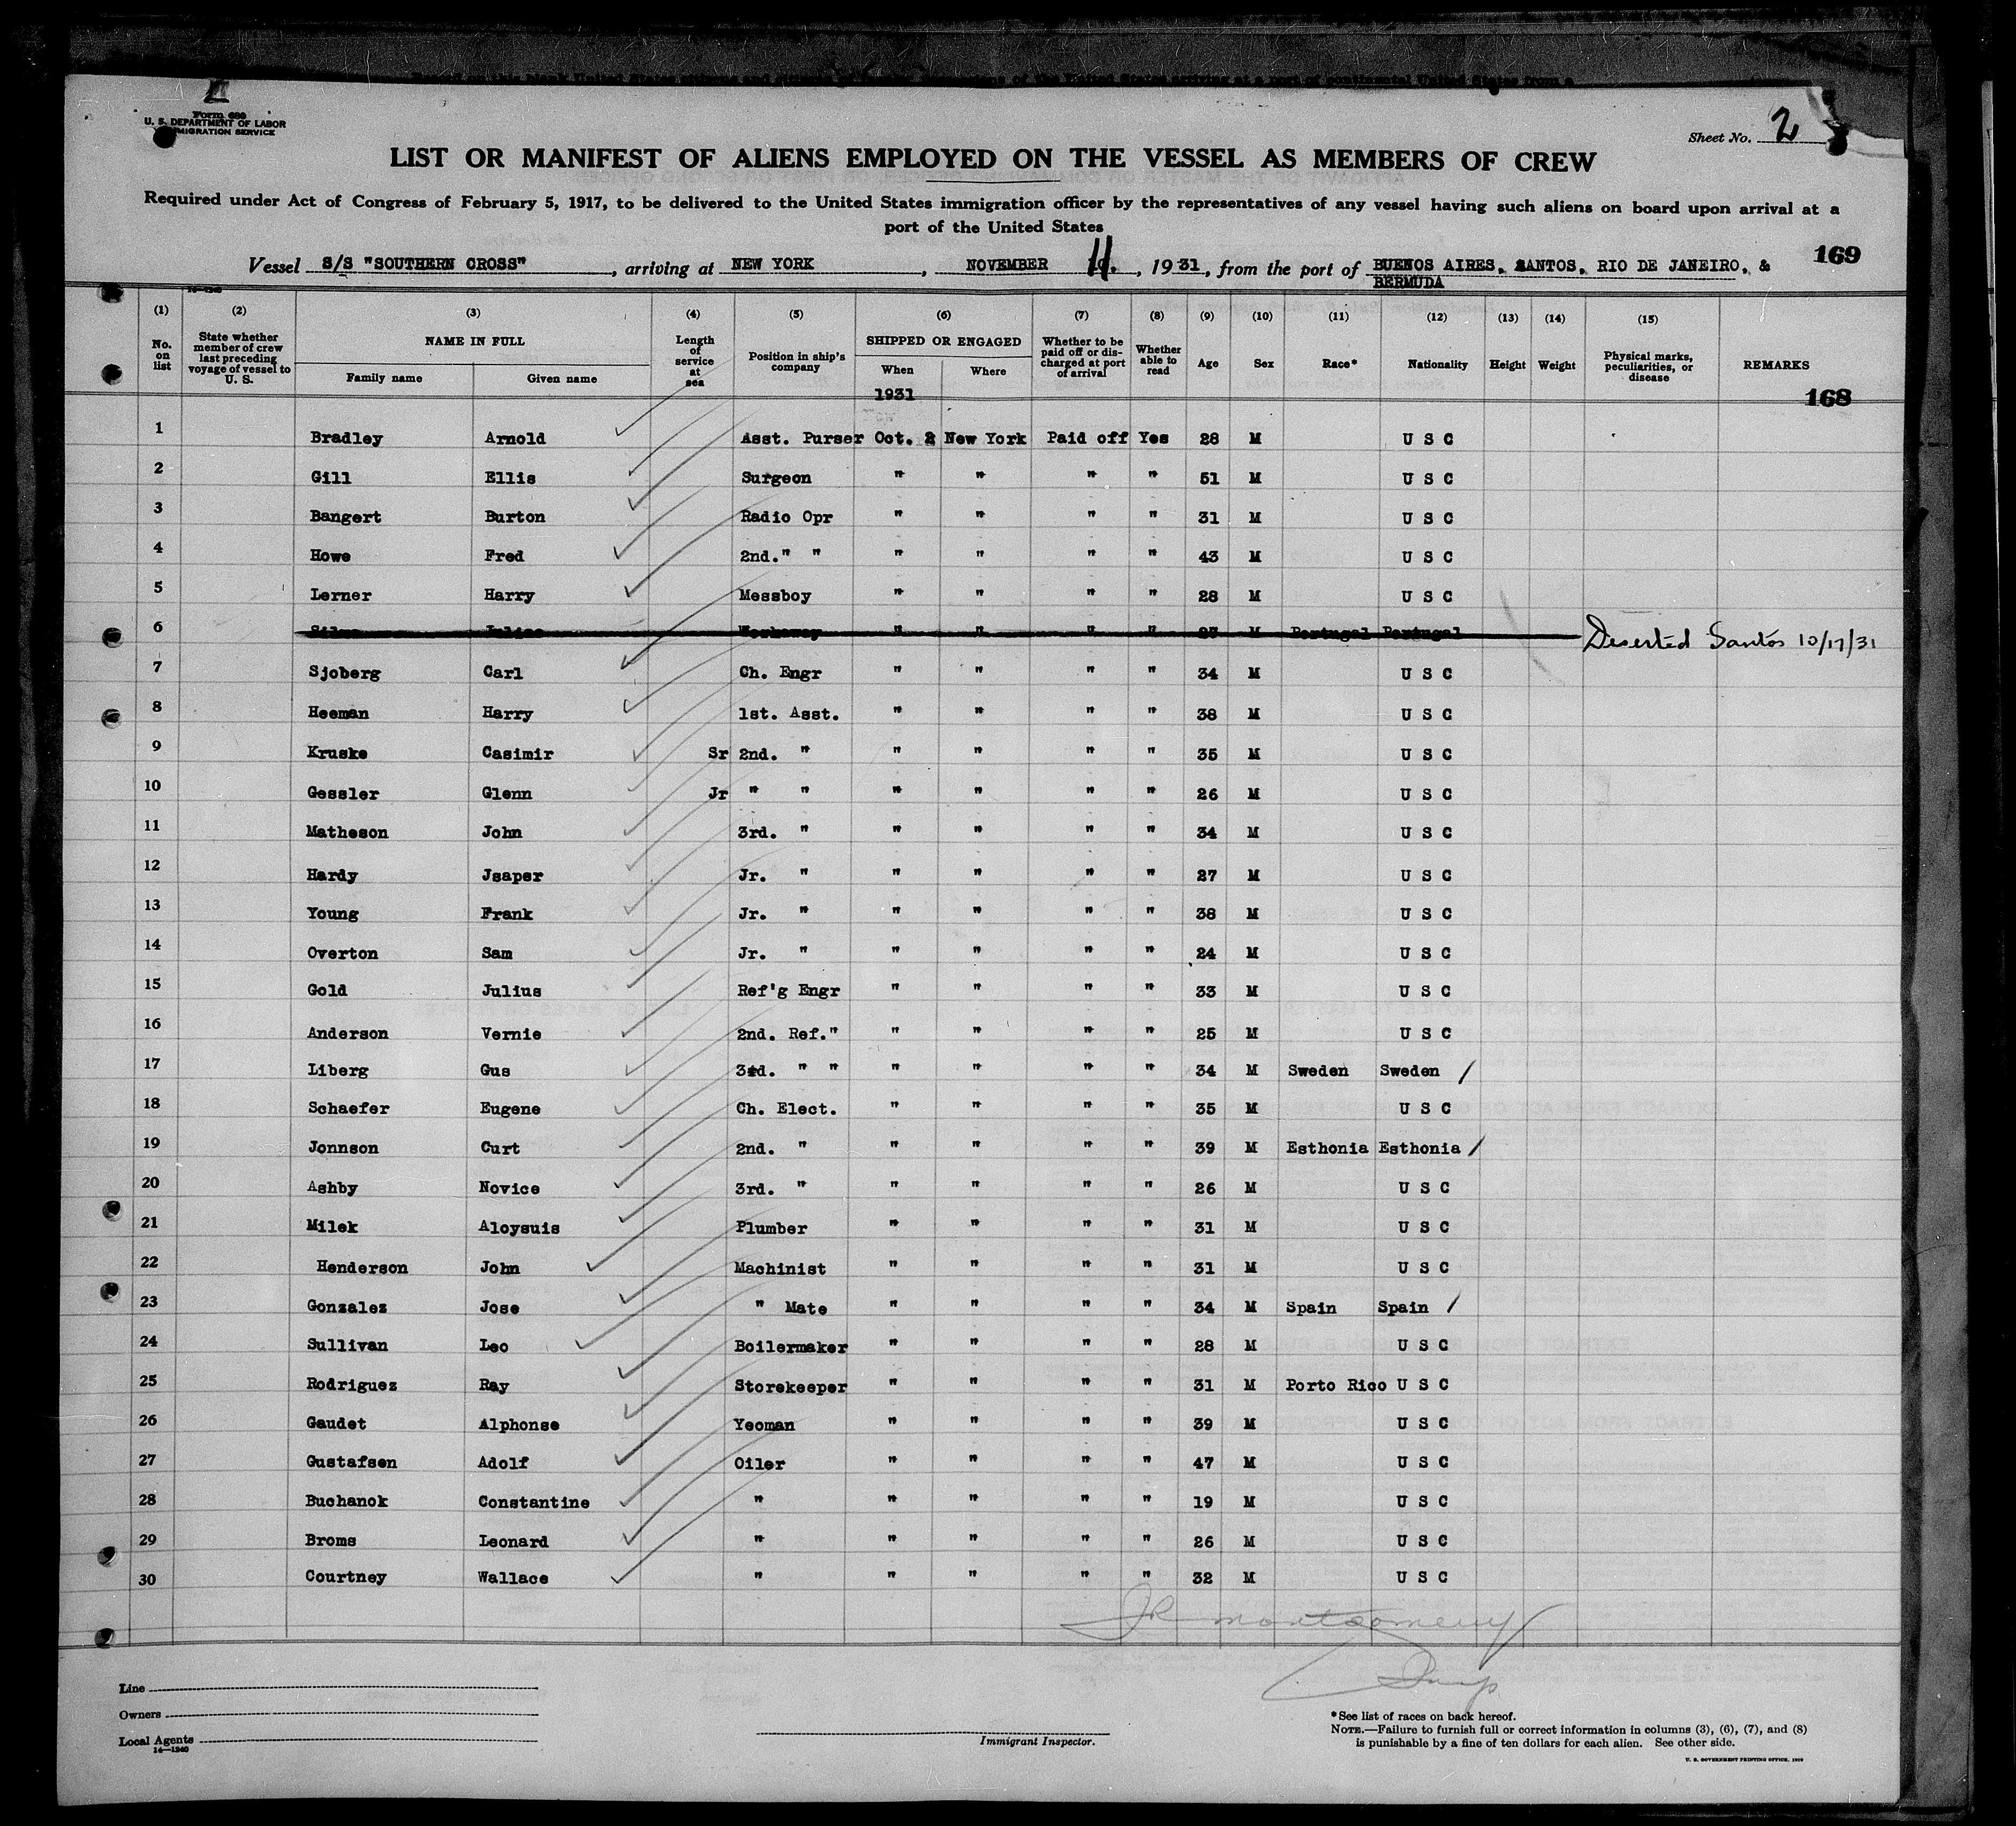 Form 680
U. S. DEPARTMENT OF LABOR
IMMIGRATION SERVICE
Sheet No. 2
LIST OR MANIFEST OF ALIENS EMPLOYED ON THE VESSEL AS MEMBERS OF CREW
Required under Act of Congress of February 5, 1917, to be delivered to the United States immigration officer by the representatives of any vessel having such aliens on board upon arrival at a
port of the United States
169
Vessel S/S "SOUTHERN CROSS", arriving at NEW YORK, NOVEMBER 11., 1931, from the port of BUENOS AIRES, SANTOS, RIO DE JANEIRO, &
BERMUDA
(1) (2) (3) (4) (5) (6) (7) (8) (9) (10) (11) (12) (13) (14) (15)
No. on list State whether member of crew last preceding voyage of vessel to U. S. NAME IN FULL Family name Given name Length of service at sea Position in ship's company SHIPPED OR ENGAGED When Where Whether to be paid off or discharged at port of arrival Whether able to read Age Sex Race* Nationality Height Weight Physical marks, peculiarities, or disease REMARKS
1931 168
1 Bradley Arnold Asst. Purser Oct. 2 New York Paid off Yes 28 M U S C
2 Gill Ellis Surgeon " " " " 51 M U S C
3 Bangert Burton Radio Opr " " " " 31 M U S C
4 Howe Fred 2nd." " " " " " 43 M U S C
5 Lerner Harry Messboy " " " " 28 M U S C
6 Silva Julius Workaway " " " " 27 M Portugal Portugal Deserted Santos 10/17/31
7 Sjoberg Carl Ch. Engr " " " " 34 M U S C
8 Heeman Harry 1st. Asst. " " " " 38 M U S C
9 Kruske Casimir Sr 2nd. " " " " " 35 M U S C
10 Gessler Glenn Jr " " " " " " 26 M U S C
11 Matheson John 3rd. " " " " " 34 M U S C
12 Hardy Jsaper Jr. " " " " " 27 M U S C
13 Young Frank Jr. " " " " " 38 M U S C
14 Overton Sam Jr. " " " " " 24 M U S C
15 Gold Julius Ref'g Engr " " " " 33 M U S C
16 Anderson Vernie 2nd. Ref." " " " " 25 M U S C
17 Liberg Gus 3rd. " " " " " " 34 M Sweden Sweden /
18 Schaefer Eugene Ch. Elect. " " " " 35 M U S C
19 Jonnson Curt 2nd. " " " " " 39 M Esthonia Esthonia /
20 Ashby Novice 3rd. " " " " " 26 M U S C
21 Milek Aloysuis Plumber " " " " 31 M U S C
22 Henderson John Machinist " " " " 31 M U S C
23 Gonzalez Jose " Mate " " " " 34 M Spain Spain /
24 Sullivan Leo Boilermaker " " " " 28 M U S C
25 Rodriguez Ray Storekeeper " " " " 31 M Porto Rico U S C
26 Gaudet Alphonse Yeoman " " " " 39 M U S C
27 Gustafsen Adolf Oiler " " " " 47 M U S C
28 Buchanok Constantine " " " " " 19 M U S C
29 Broms Leonard " " " " " 26 M U S C
30 Courtney Wallace " " " " " 32 M U S C
JR Montgomery
Insp
Line
Owners
Local Agents
14—1240
Immigrant Inspector.
*See list of races on back hereof.
NOTE.—Failure to furnish full or correct information in columns (3), (6), (7), and (8)
is punishable by a fine of ten dollars for each alien. See other side.
U. S. GOVERNMENT PRINTING OFFICE